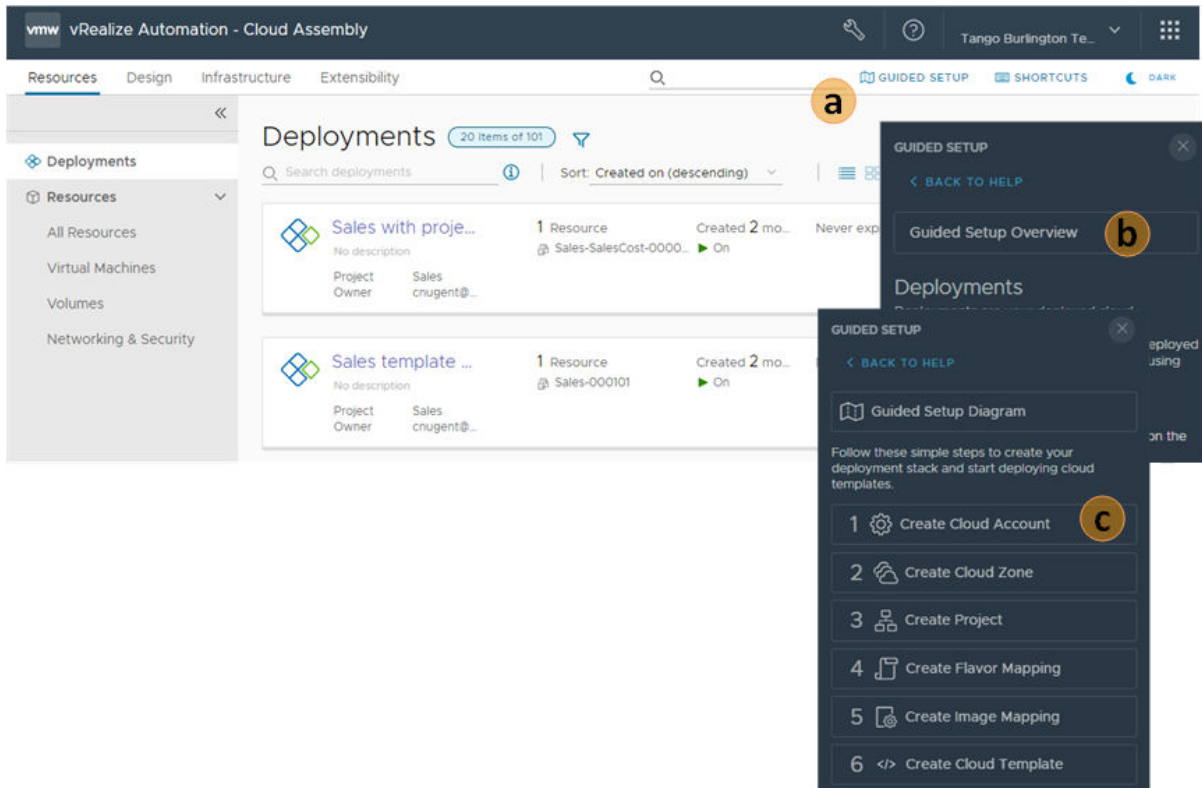 vmw vRealize Automation - Cloud Assembly
Tango Burlington Te...
Resources Design Infrastructure Extensibility
GUIDED SETUP SHORTCUTS DARK
a
Deployments 20 Items of 101
Search deployments Sort: Created on (descending)
Deployments
Resources
All Resources
Virtual Machines
Volumes
Networking & Security
Sales with proje... 1 Resource Created 2 mo... Never exp
No description Sales-SalesCost-0000... On
Project Sales
Owner cnugent@...
Sales template ... 1 Resource Created 2 mo...
No description Sales-000101 On
Project Sales
Owner cnugent@...
GUIDED SETUP
BACK TO HELP
Guided Setup Overview b
Deployments
eployed
using
on the
GUIDED SETUP
BACK TO HELP
Guided Setup Diagram
Follow these simple steps to create your
deployment stack and start deploying cloud
templates.
1 Create Cloud Account c
2 Create Cloud Zone
3 Create Project
4 Create Flavor Mapping
5 Create Image Mapping
6 </> Create Cloud Template